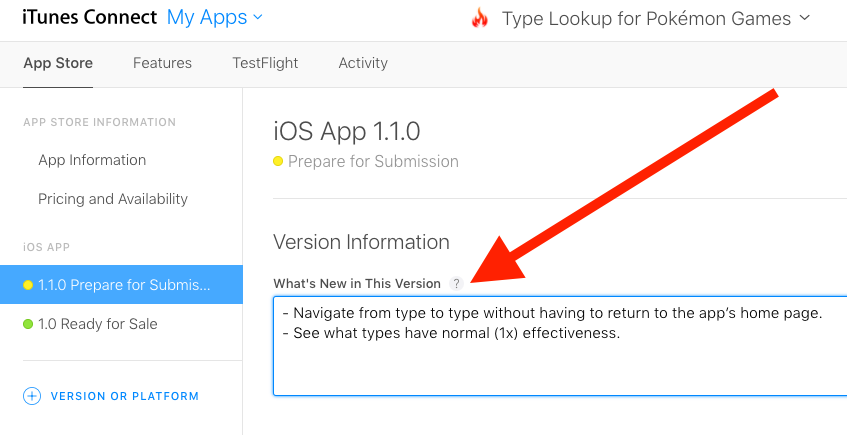 iTunes Connect My Apps Type Lookup for Pokémon Games
App Store Features TestFlight Activity
APP STORE INFORMATION
App Information
Pricing and Availability
iOS APP
1.1.0 Prepare for Submis...
1.0 Ready for Sale
VERSION OR PLATFORM
iOS App 1.1.0
Prepare for Submission
Version Information
What's New in This Version ?
- Navigate from type to type without having to return to the app's home page.
- See what types have normal (1x) effectiveness.